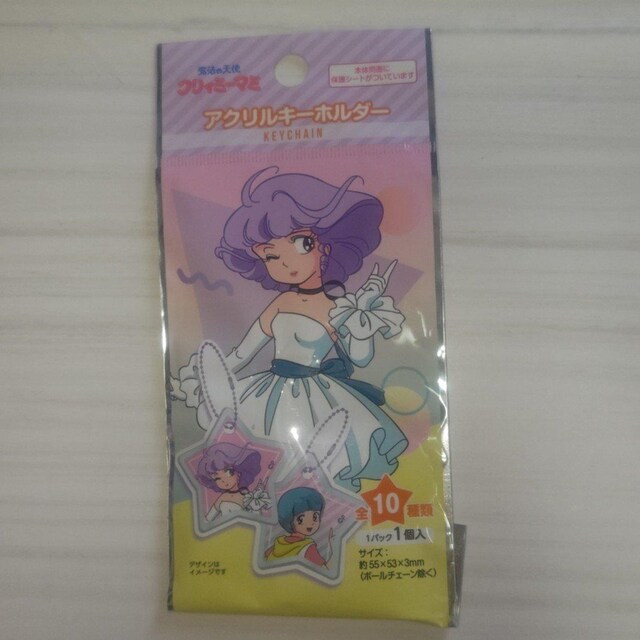 魔法の天使
クリィミーマミ
本体両面に
保護シートがついています
アクリルキーホルダー
KEYCHAIN
全10種類
1パック1個入
サイズ:
約55×53×3mm
(ボールチェーン除く)
デザインは
イメージです